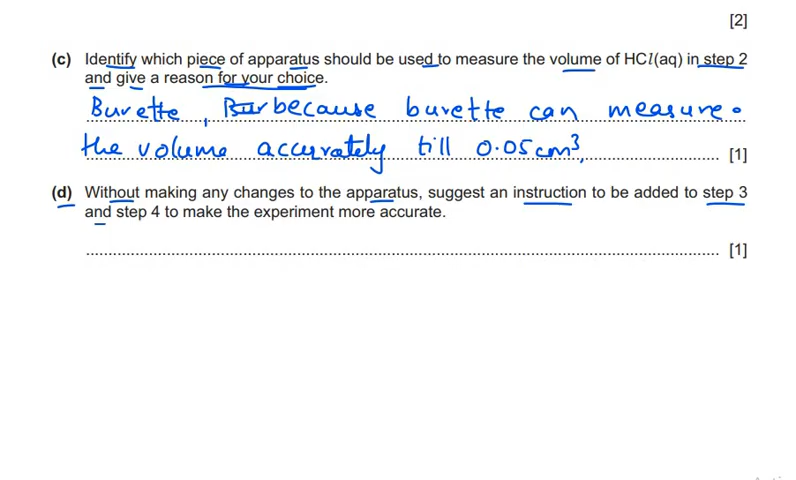 [2]
(c) Identify which piece of apparatus should be used to measure the volume of HCl(aq) in step 2
and give a reason for your choice.
Burette, because burette can measure
the volume accurately till 0.05cm³. [1]
(d) Without making any changes to the apparatus, suggest an instruction to be added to step 3
and step 4 to make the experiment more accurate.
[1]